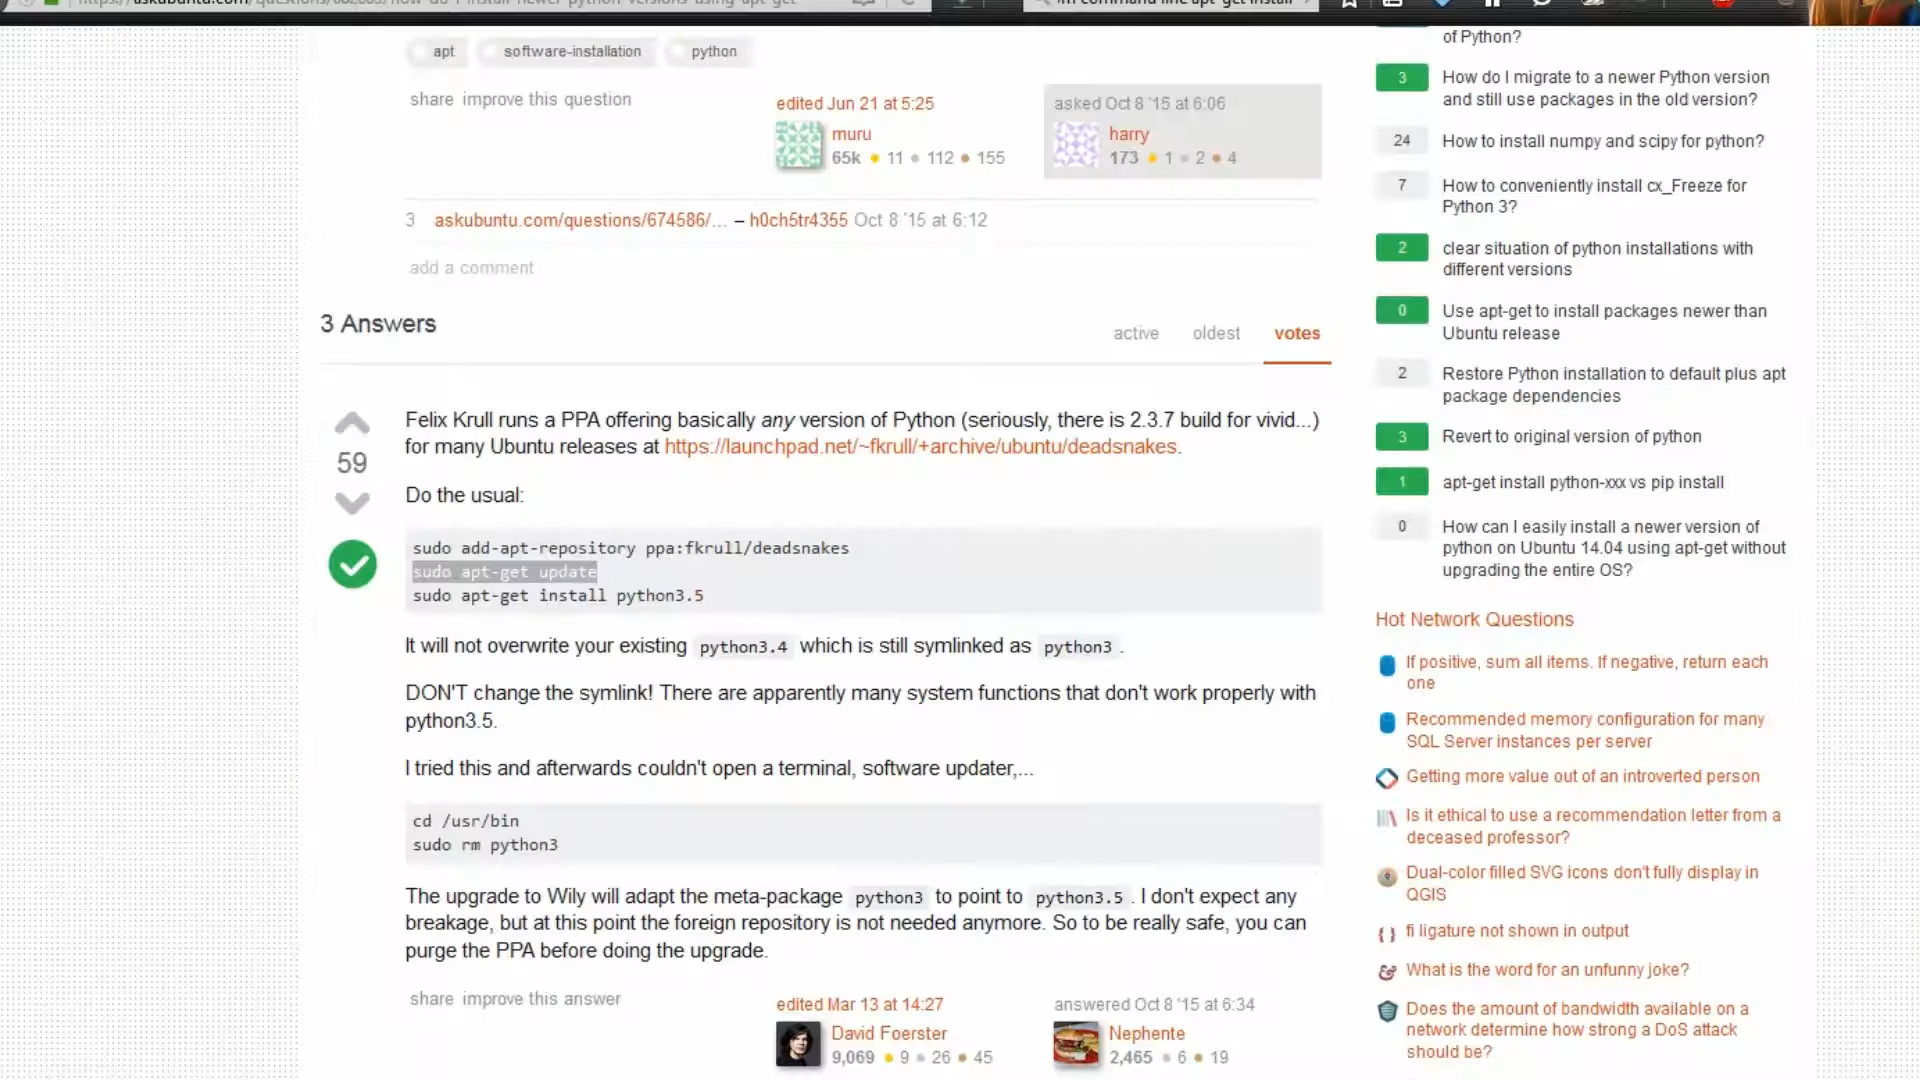 apt software-installation python
share improve this question
edited Jun 21 at 5:25
muru
65k 11 112 155
asked Oct 8 '15 at 6:06
harry
173 1 2 4
3 askubuntu.com/questions/674586/... – h0ch5tr4355 Oct 8 '15 at 6:12
add a comment
3 Answers
active oldest votes
59
Felix Krull runs a PPA offering basically any version of Python (seriously, there is 2.3.7 build for vivid...)
for many Ubuntu releases at https://launchpad.net/~fkrull/+archive/ubuntu/deadsnakes.
Do the usual:
sudo add-apt-repository ppa:fkrull/deadsnakes
sudo apt-get update
sudo apt-get install python3.5
It will not overwrite your existing python3.4 which is still symlinked as python3 .
DON'T change the symlink! There are apparently many system functions that don't work properly with
python3.5.
I tried this and afterwards couldn't open a terminal, software updater,...
cd /usr/bin
sudo rm python3
The upgrade to Wily will adapt the meta-package python3 to point to python3.5 . I don't expect any
breakage, but at this point the foreign repository is not needed anymore. So to be really safe, you can
purge the PPA before doing the upgrade.
share improve this answer
edited Mar 13 at 14:27
David Foerster
9,069 9 26 45
answered Oct 8 '15 at 6:34
Nephente
2,465 6 19
of Python?
3 How do I migrate to a newer Python version
and still use packages in the old version?
24 How to install numpy and scipy for python?
7 How to conveniently install cx_Freeze for
Python 3?
2 clear situation of python installations with
different versions
0 Use apt-get to install packages newer than
Ubuntu release
2 Restore Python installation to default plus apt
package dependencies
3 Revert to original version of python
1 apt-get install python-xxx vs pip install
0 How can I easily install a newer version of
python on Ubuntu 14.04 using apt-get without
upgrading the entire OS?
Hot Network Questions
If positive, sum all items. If negative, return each
one
Recommended memory configuration for many
SQL Server instances per server
Getting more value out of an introverted person
Is it ethical to use a recommendation letter from a
deceased professor?
Dual-color filled SVG icons don't fully display in
QGIS
fi ligature not shown in output
What is the word for an unfunny joke?
Does the amount of bandwidth available on a
network determine how strong a DoS attack
should be?